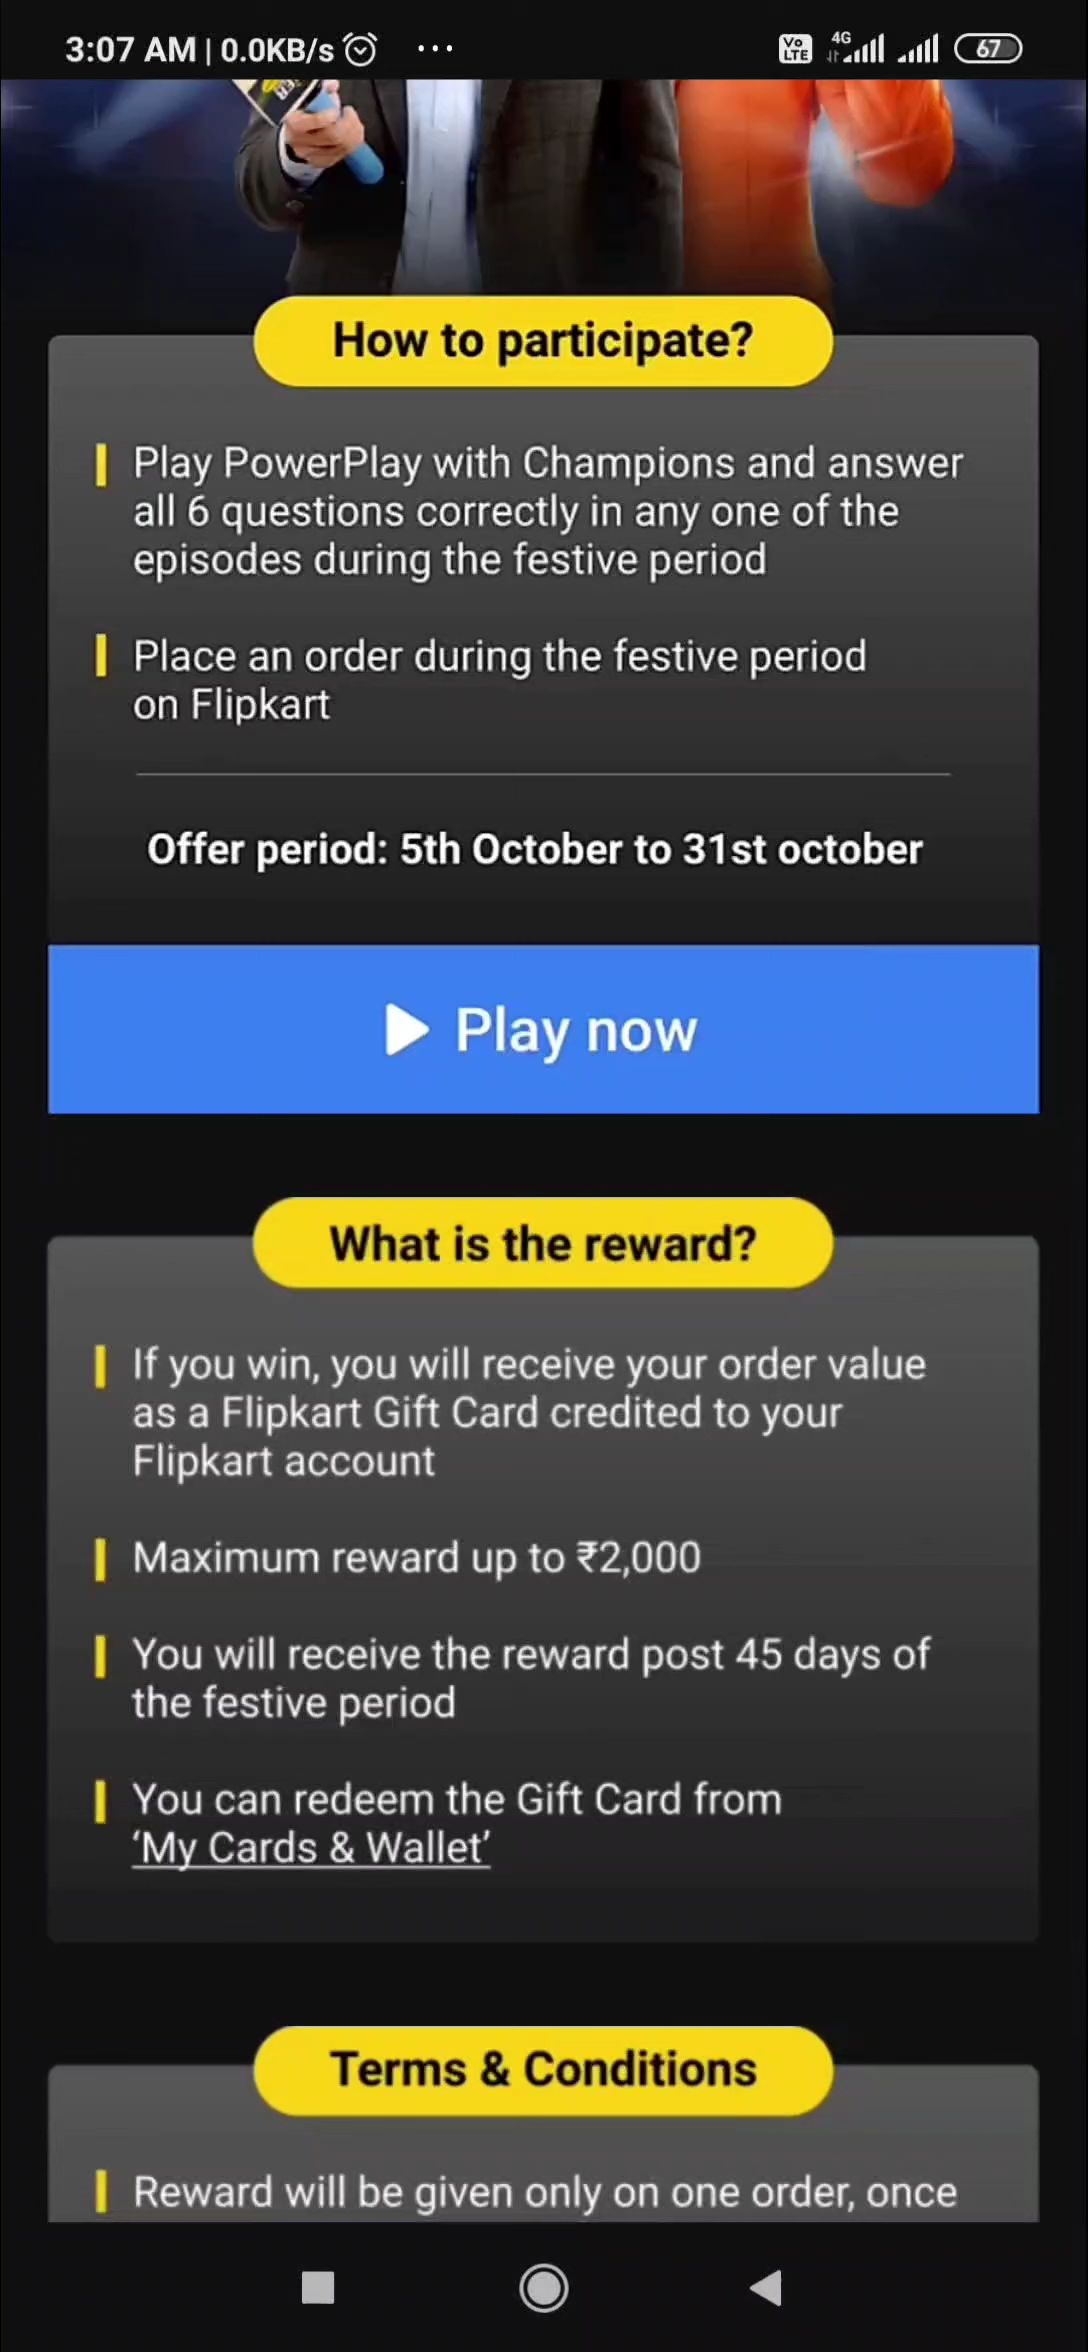 3:07 AM | 0.0KB/s ...
Vo LTE 4G 67
How to participate?
Play PowerPlay with Champions and answer
all 6 questions correctly in any one of the
episodes during the festive period
Place an order during the festive period
on Flipkart
Offer period: 5th October to 31st october
Play now
What is the reward?
If you win, you will receive your order value
as a Flipkart Gift Card credited to your
Flipkart account
Maximum reward up to ₹2,000
You will receive the reward post 45 days of
the festive period
You can redeem the Gift Card from
‘My Cards & Wallet’
Terms & Conditions
Reward will be given only on one order, once